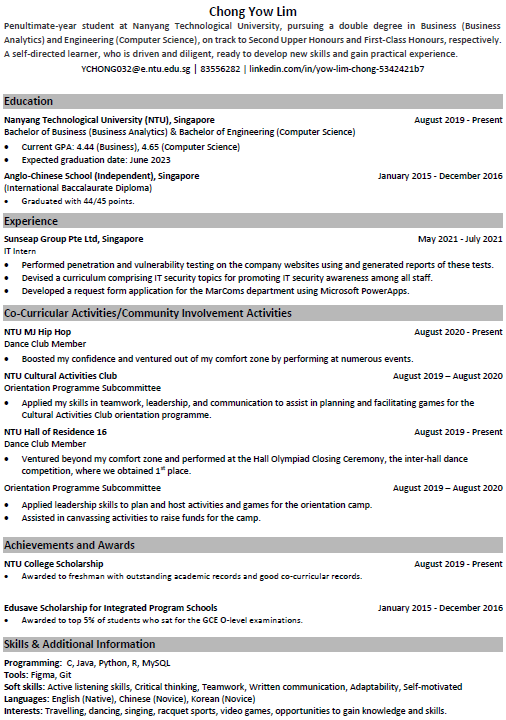 Chong Yow Lim
Penultimate-year student at Nanyang Technological University, pursuing a double degree in Business (Business
Analytics) and Engineering (Computer Science), on track to Second Upper Honours and First-Class Honours, respectively.
A self-directed learner, who is driven and diligent, ready to develop new skills and gain practical experience.
YCHONG032@e.ntu.edu.sg | 83556282 | linkedin.com/in/yow-lim-chong-5342421b7
Education
Nanyang Technological University (NTU), Singapore August 2019 - Present
Bachelor of Business (Business Analytics) & Bachelor of Engineering (Computer Science)
• Current GPA: 4.44 (Business), 4.65 (Computer Science)
• Expected graduation date: June 2023
Anglo-Chinese School (Independent), Singapore January 2015 - December 2016
(International Baccalaurate Diploma)
• Graduated with 44/45 points.
Experience
Sunseap Group Pte Ltd, Singapore May 2021 - July 2021
IT Intern
• Performed penetration and vulnerability testing on the company websites using and generated reports of these tests.
• Devised a curriculum comprising IT security topics for promoting IT security awareness among all staff.
• Developed a request form application for the MarComs department using Microsoft PowerApps.
Co-Curricular Activities/Community Involvement Activities
NTU MJ Hip Hop August 2020 - Present
Dance Club Member
• Boosted my confidence and ventured out of my comfort zone by performing at numerous events.
NTU Cultural Activities Club August 2019 – August 2020
Orientation Programme Subcommittee
• Applied my skills in teamwork, leadership, and communication to assist in planning and facilitating games for the
Cultural Activities Club orientation programme.
NTU Hall of Residence 16 August 2019 - Present
Dance Club Member
• Ventured beyond my comfort zone and performed at the Hall Olympiad Closing Ceremony, the inter-hall dance
competition, where we obtained 1st place.
Orientation Programme Subcommittee August 2019 – August 2020
• Applied leadership skills to plan and host activities and games for the orientation camp.
• Assisted in canvassing activities to raise funds for the camp.
Achievements and Awards
NTU College Scholarship August 2019 - Present
• Awarded to freshman with outstanding academic records and good co-curricular records.
Edusave Scholarship for Integrated Program Schools January 2015 - December 2016
• Awarded to top 5% of students who sat for the GCE O-level examinations.
Skills & Additional Information
Programming: C, Java, Python, R, MySQL
Tools: Figma, Git
Soft skills: Active listening skills, Critical thinking, Teamwork, Written communication, Adaptability, Self-motivated
Languages: English (Native), Chinese (Novice), Korean (Novice)
Interests: Travelling, dancing, singing, racquet sports, video games, opportunities to gain knowledge and skills.